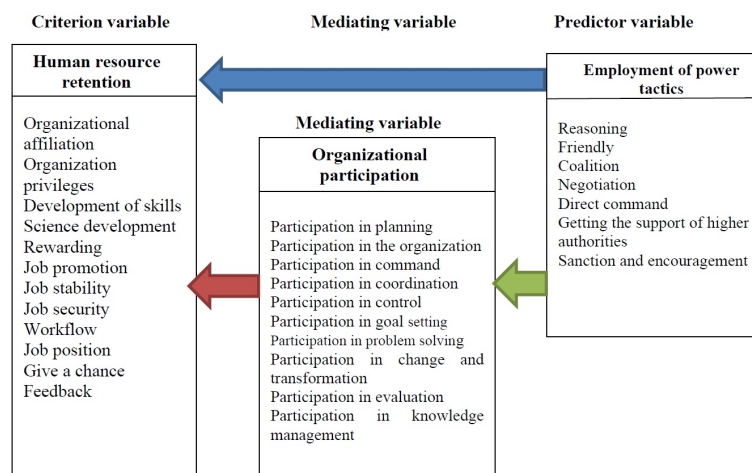 Criterion variable
Mediating variable
Predictor variable
Human resource
retention
Organizational
affiliation
Organization
privileges
Development of skills
Science development
Rewarding
Job promotion
Job stability
Job security
Workflow
Job position
Give a chance
Feedback
Mediating variable
Organizational
participation
Participation in planning
Participation in the organization
Participation in command
Participation in coordination
Participation in control
Participation in goal setting
Participation in problem solving
Participation in change and
transformation
Participation in evaluation
Participation in knowledge
management
Employment of power
tactics
Reasoning
Friendly
Coalition
Negotiation
Direct command
Getting the support of higher
authorities
Sanction and encouragement